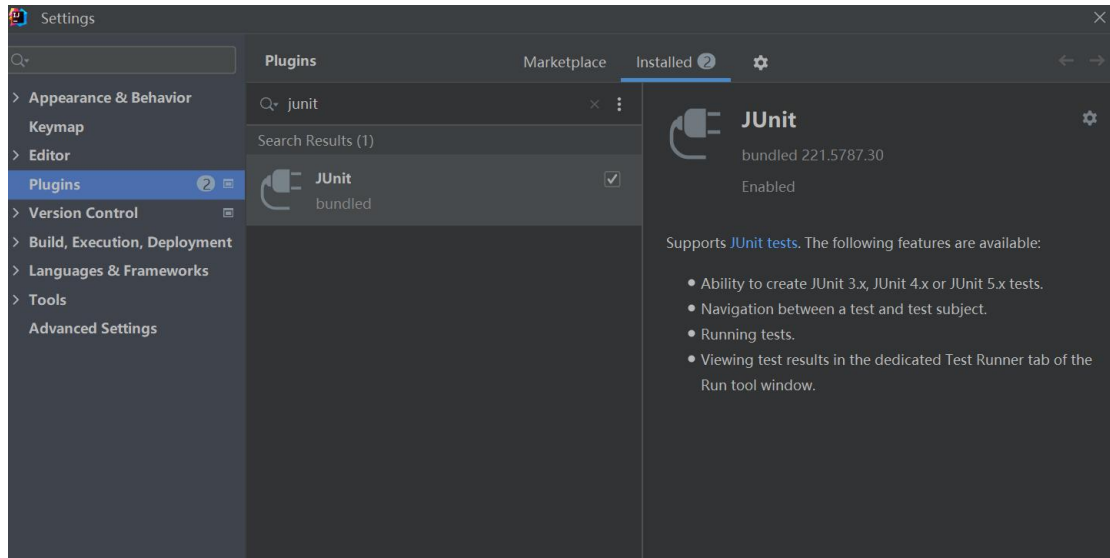 Settings
Appearance & Behavior
Keymap
Editor
Plugins 2
Version Control
Build, Execution, Deployment
Languages & Frameworks
Tools
Advanced Settings
Plugins
Marketplace
Installed 2
junit
Search Results (1)
JUnit
bundled
JUnit
bundled 221.5787.30
Enabled
Supports JUnit tests. The following features are available:
Ability to create JUnit 3.x, JUnit 4.x or JUnit 5.x tests.
Navigation between a test and test subject.
Running tests.
Viewing test results in the dedicated Test Runner tab of the
Run tool window.